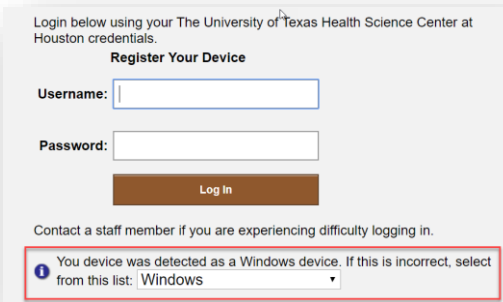 Login below using your The University of Texas Health Science Center at
Houston credentials.
Register Your Device
Username:
Password:
Log In
Contact a staff member if you are experiencing difficulty logging in.
You device was detected as a Windows device. If this is incorrect, select
from this list: Windows